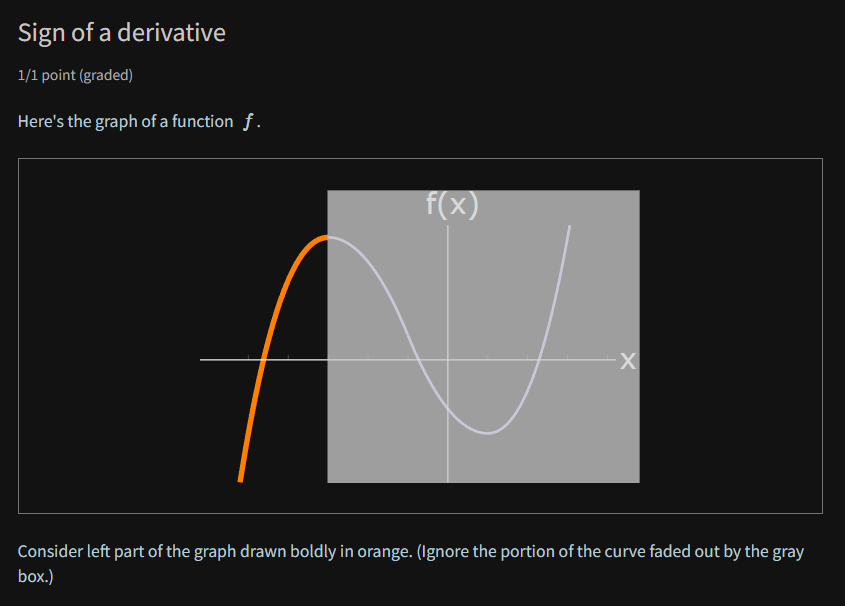 Sign of a derivative
1/1 point (graded)
Here's the graph of a function f.
f(x)
x
Consider left part of the graph drawn boldly in orange. (Ignore the portion of the curve faded out by the gray
box.)